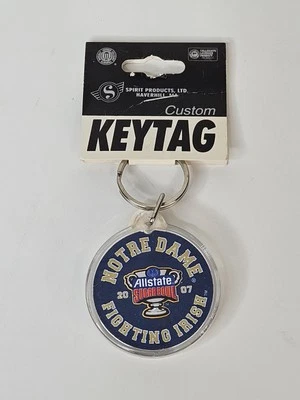 SPIRIT PRODUCTS, LTD.
HAVERHILL, MA
Custom
KEYTAG
NOTRE DAME
Allstate
SUGAR BOWL
20 07
FIGHTING IRISH